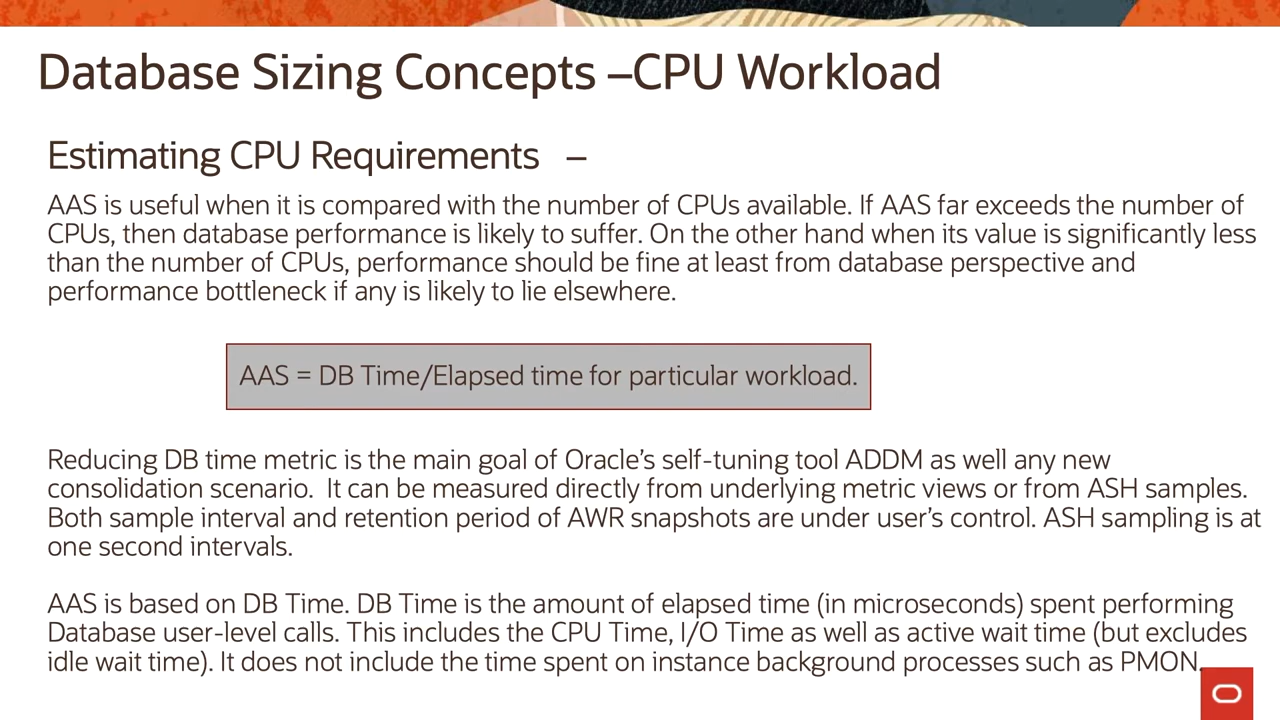 Database Sizing Concepts –CPU Workload
Estimating CPU Requirements –
AAS is useful when it is compared with the number of CPUs available. If AAS far exceeds the number of
CPUs, then database performance is likely to suffer. On the other hand when its value is significantly less
than the number of CPUs, performance should be fine at least from database perspective and
performance bottleneck if any is likely to lie elsewhere.
AAS = DB Time/Elapsed time for particular workload.
Reducing DB time metric is the main goal of Oracle’s self-tuning tool ADDM as well any new
consolidation scenario.  It can be measured directly from underlying metric views or from ASH samples.
Both sample interval and retention period of AWR snapshots are under user’s control. ASH sampling is at
one second intervals.
AAS is based on DB Time. DB Time is the amount of elapsed time (in microseconds) spent performing
Database user-level calls. This includes the CPU Time, I/O Time as well as active wait time (but excludes
idle wait time). It does not include the time spent on instance background processes such as PMON.